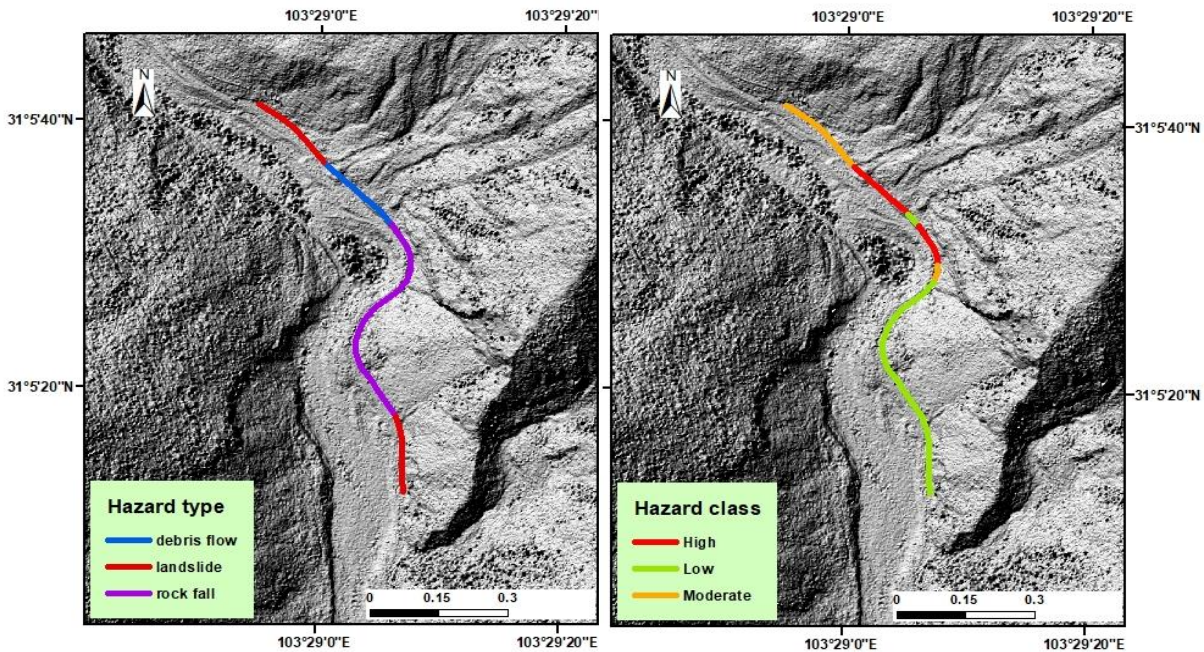 103°29'0"E 103°29'20"E
N
31°5'40"N
31°5'20"N
Hazard type
debris flow
landslide
rock fall
0 0.15 0.3
103°29'0"E 103°29'20"E
103°29'0"E 103°29'20"E
N
31°5'40"N
31°5'20"N
Hazard class
High
Low
Moderate
0 0.15 0.3
103°29'0"E 103°29'20"E